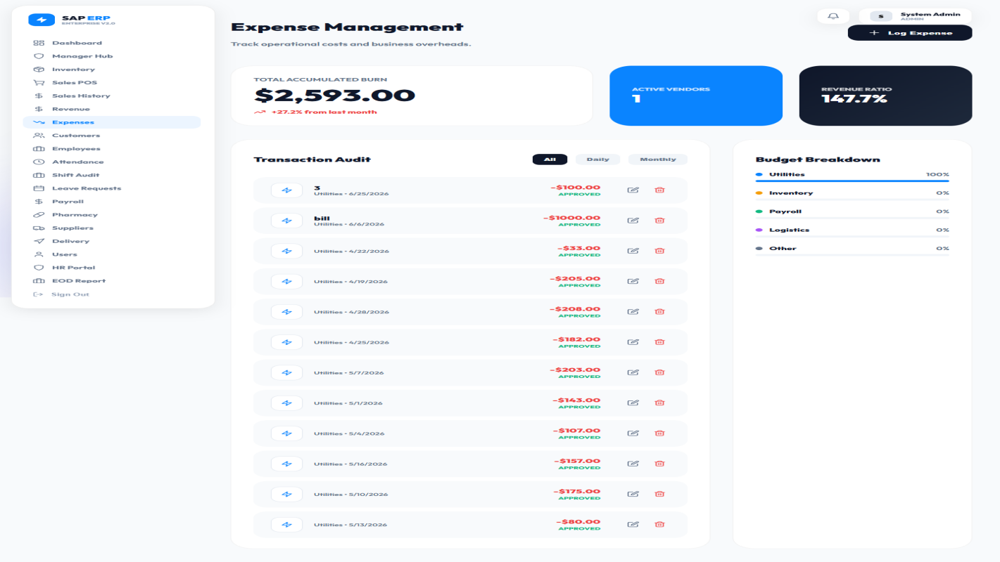 SAP ERP
ENTERPRISE V2.0
Dashboard
Manager Hub
Inventory
Sales POS
Sales History
Revenue
Expenses
Customers
Employees
Attendance
Shift Audit
Leave Requests
Payroll
Pharmacy
Suppliers
Delivery
Users
HR Portal
EOD Report
Sign Out
Expense Management
Track operational costs and business overheads.
S
System Admin
ADMIN
Log Expense
TOTAL ACCUMULATED BURN
$2,593.00
+27.2% from last month
ACTIVE VENDORS
1
REVENUE RATIO
147.7%
Transaction Audit
All
Daily
Monthly
3
Utilities • 6/25/2026
-$100.00
APPROVED
bill
Utilities • 6/6/2026
-$1000.00
APPROVED
Utilities • 4/22/2026
-$33.00
APPROVED
Utilities • 4/19/2026
-$205.00
APPROVED
Utilities • 4/28/2026
-$208.00
APPROVED
Utilities • 4/25/2026
-$182.00
APPROVED
Utilities • 5/7/2026
-$203.00
APPROVED
Utilities • 5/1/2026
-$143.00
APPROVED
Utilities • 5/4/2026
-$107.00
APPROVED
Utilities • 5/16/2026
-$157.00
APPROVED
Utilities • 5/10/2026
-$175.00
APPROVED
Utilities • 5/13/2026
-$80.00
APPROVED
Budget Breakdown
Utilities 100%
Inventory 0%
Payroll 0%
Logistics 0%
Other 0%